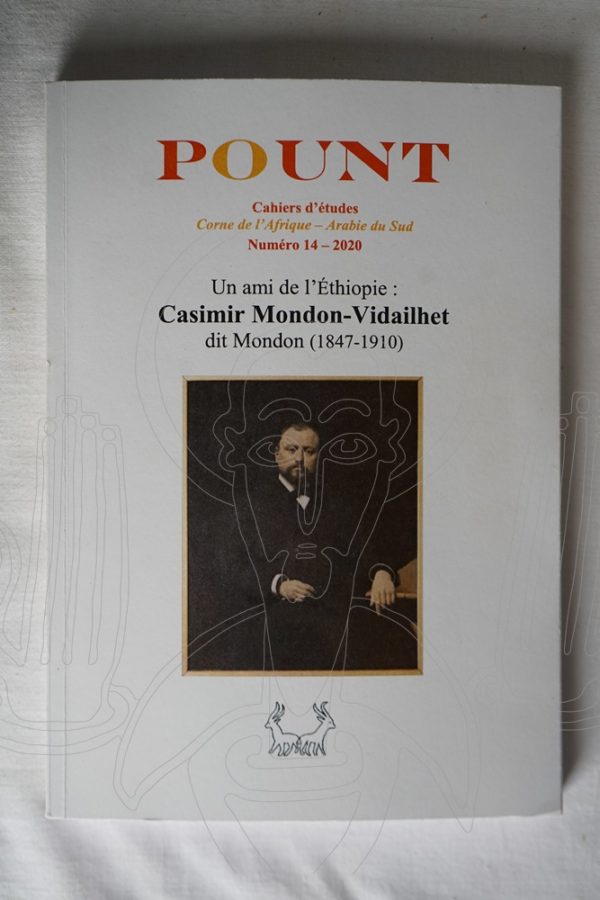 POUNT
Cahiers d'études
Corne de l'Afrique – Arabie du Sud
Numéro 14 – 2020
Un ami de l'Éthiopie :
Casimir Mondon-Vidailhet
dit Mondon (1847-1910)